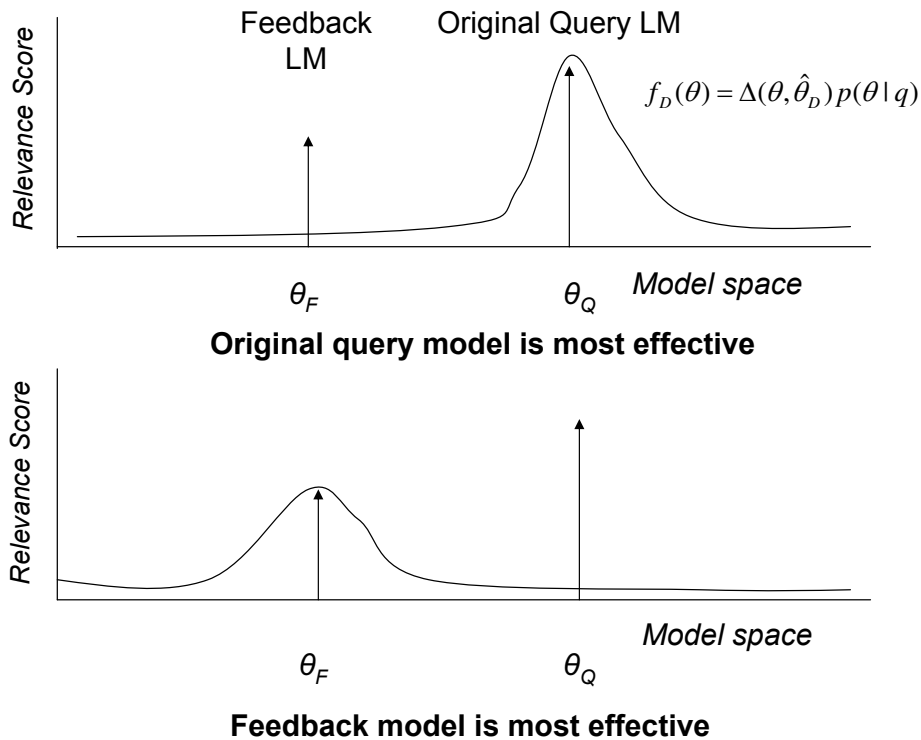 Feedback LM
Original Query LM
Relevance Score
f_D(θ) = Δ(θ, θ̂_D) p(θ | q)
θ_F
θ_Q
Model space
Original query model is most effective
Relevance Score
Model space
θ_F
θ_Q
Feedback model is most effective